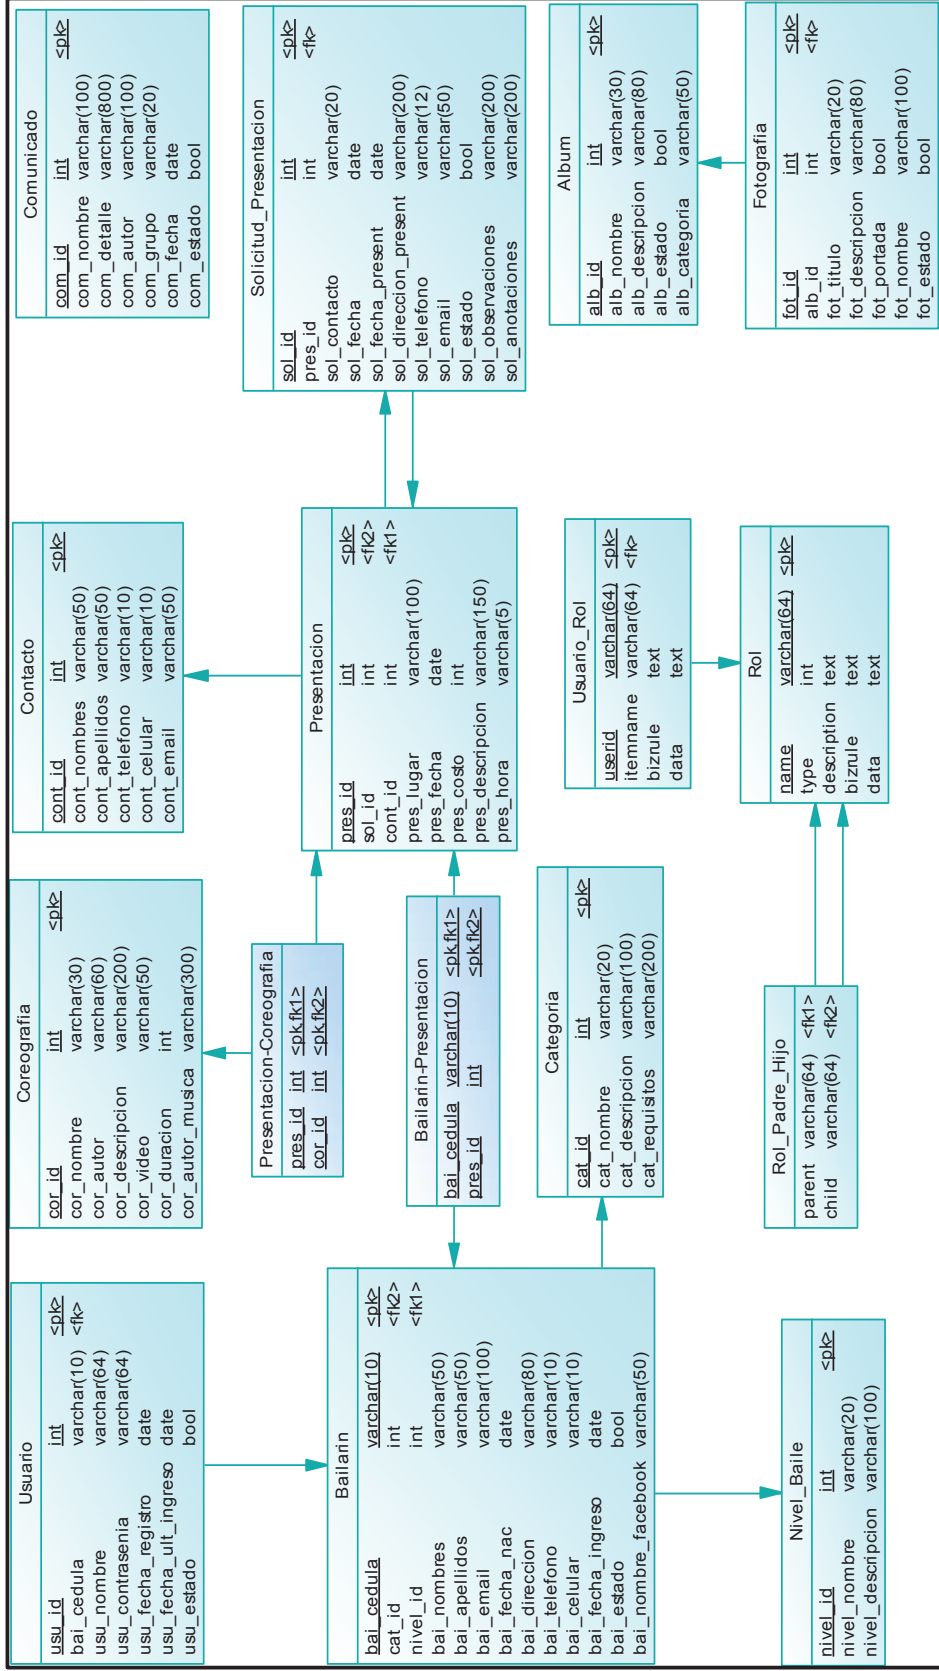 Usuario
usu_id int <pk>
bai_cedula varchar(10) <fk>
usu_nombre varchar(64)
usu_contrasenia varchar(64)
usu_fecha_registro date
usu_fecha_ult_ingreso date
usu_estado bool
Coreografia
cor_id int <pk>
cor_nombre varchar(30)
cor_autor varchar(60)
cor_descripcion varchar(200)
cor_video varchar(50)
cor_duracion int
cor_autor_musica varchar(300)
Contacto
cont_id int <pk>
cont_nombres varchar(50)
cont_apellidos varchar(50)
cont_telefono varchar(10)
cont_celular varchar(10)
cont_email varchar(50)
Comunicado
com_id int <pk>
com_nombre varchar(100)
com_detalle varchar(800)
com_autor varchar(100)
com_grupo varchar(20)
com_fecha date
com_estado bool
Presentacion-Coreografia
pres_id int <pk,fk1>
cor_id int <pk,fk2>
Solicitud_Presentacion
sol_id int <pk>
pres_id int <fk>
sol_contacto varchar(20)
sol_fecha date
sol_fecha_present date
sol_direccion_present varchar(200)
sol_telefono varchar(12)
sol_email varchar(50)
sol_estado bool
sol_observaciones varchar(200)
sol_anotaciones varchar(200)
Presentacion
pres_id int <pk>
sol_id int <fk2>
cont_id int <fk1>
pres_lugar varchar(100)
pres_fecha date
pres_costo int
pres_descripcion varchar(150)
pres_hora varchar(5)
Bailarin
bai_cedula varchar(10) <pk>
cat_id int <fk2>
nivel_id int <fk1>
bai_nombres varchar(50)
bai_apellidos varchar(50)
bai_email varchar(100)
bai_fecha_nac date
bai_direccion varchar(80)
bai_telefono varchar(10)
bai_celular varchar(10)
bai_fecha_ingreso date
bai_estado bool
bai_nombre_facebook varchar(50)
Bailarin-Presentacion
bai_cedula varchar(10) <pk,fk1>
pres_id int <pk,fk2>
Categoria
cat_id int <pk>
cat_nombre varchar(20)
cat_descripcion varchar(100)
cat_requisitos varchar(200)
Usuario_Rol
userid varchar(64) <pk>
itemname varchar(64) <fk>
bizrule text
data text
Album
alb_id int <pk>
alb_nombre varchar(30)
alb_descripcion varchar(80)
alb_estado bool
alb_categoria varchar(50)
Nivel_Baile
nivel_id int <pk>
nivel_nombre varchar(20)
nivel_descripcion varchar(100)
Rol_Padre_Hijo
parent varchar(64) <fk1>
child varchar(64) <fk2>
Rol
name varchar(64) <pk>
type int
description text
bizrule text
data text
Fotografia
fot_id int <pk>
alb_id int <fk>
fot_titulo varchar(20)
fot_descripcion varchar(80)
fot_portada bool
fot_nombre varchar(100)
fot_estado bool